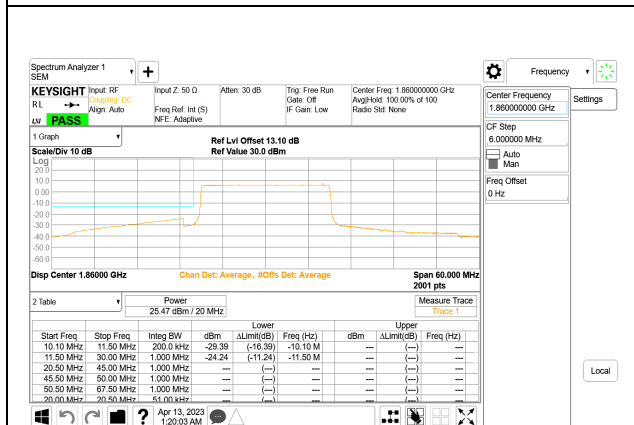 Spectrum Analyzer 1
SEM
Frequency
KEYSIGHT
R L
LXI PASS
Input: RF
Coupling: DC
Align: Auto
Input Z: 50 Ω
Freq Ref: Int (S)
NFE: Adaptive
Atten: 30 dB
Trig: Free Run
Gate: Off
IF Gain: Low
Center Freq: 1.860000000 GHz
Avg|Hold: 100.00% of 100
Radio Std: None
Center Frequency
1.860000000 GHz
Settings
CF Step
6.000000 MHz
Auto
Man
Freq Offset
0 Hz
1 Graph
Scale/Div 10 dB
Ref Lvl Offset 13.10 dB
Ref Value 30.0 dBm
Log
20.0
10.0
0.00
-10.0
-20.0
-30.0
-40.0
-50.0
-60.0
Disp Center 1.86000 GHz
Chan Det: Average, #Offs Det: Average
Span 60.000 MHz
2001 pts
2 Table
Power
25.47 dBm / 20 MHz
Measure Trace
Trace 1
Lower Upper
Start Freq Stop Freq Integ BW dBm ΔLimit(dB) Freq (Hz) dBm ΔLimit(dB) Freq (Hz)
10.10 MHz 11.50 MHz 200.0 kHz -29.39 (-16.39) -10.10 M --- (---) ---
11.50 MHz 30.00 MHz 1.000 MHz -24.24 (-11.24) -11.50 M --- (---) ---
20.50 MHz 45.00 MHz 1.000 MHz --- (---) --- --- (---) ---
45.50 MHz 50.00 MHz 1.000 MHz --- (---) --- --- (---) ---
50.50 MHz 67.50 MHz 1.000 MHz --- (---) --- --- (---) ---
20.00 MHz 20.50 MHz 51.00 kHz --- (---) --- --- (---) ---
Local
? Apr 13, 2023
1:20:03 AM